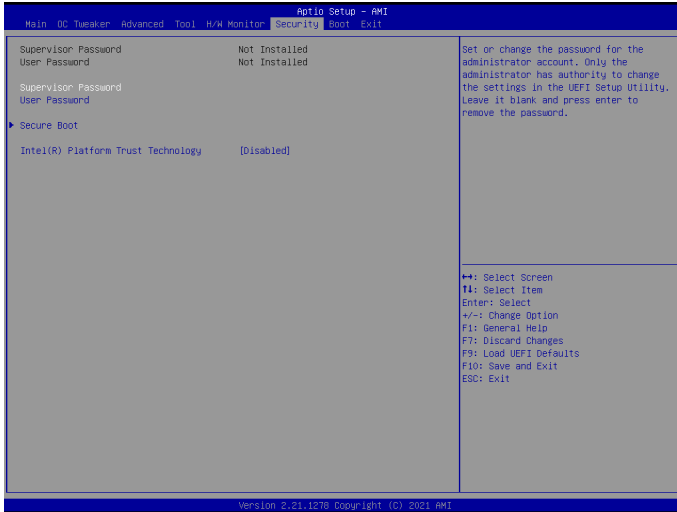 Aptio Setup – AMI
Main OC Tweaker Advanced Tool H/W Monitor Security Boot Exit
Supervisor Password Not Installed
User Password Not Installed
Supervisor Password
User Password
Secure Boot
Intel(R) Platform Trust Technology [Disabled]
Set or change the password for the
administrator account. Only the
administrator has authority to change
the settings in the UEFI Setup Utility.
Leave it blank and press enter to
remove the password.
↔: Select Screen
↑↓: Select Item
Enter: Select
+/-: Change Option
F1: General Help
F7: Discard Changes
F9: Load UEFI Defaults
F10: Save and Exit
ESC: Exit
Version 2.21.1278 Copyright (C) 2021 AMI